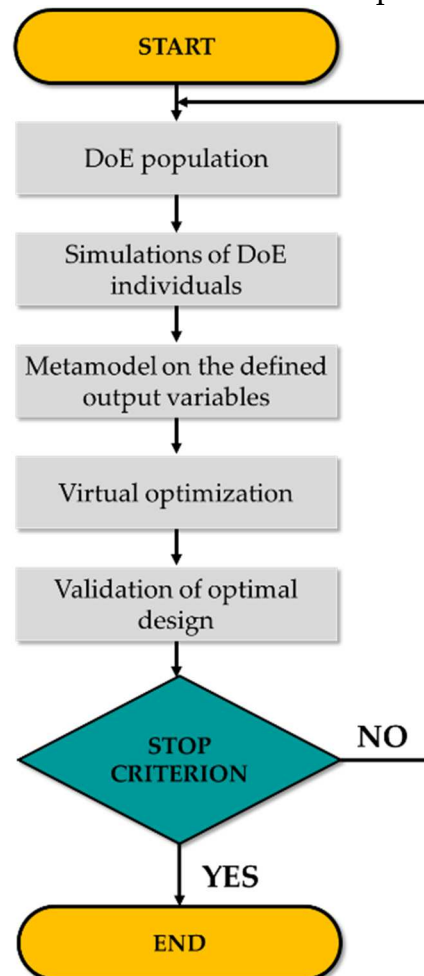 START
DoE population
Simulations of DoE
individuals
Metamodel on the defined
output variables
Virtual optimization
Validation of optimal
design
STOP
CRITERION
NO
YES
END